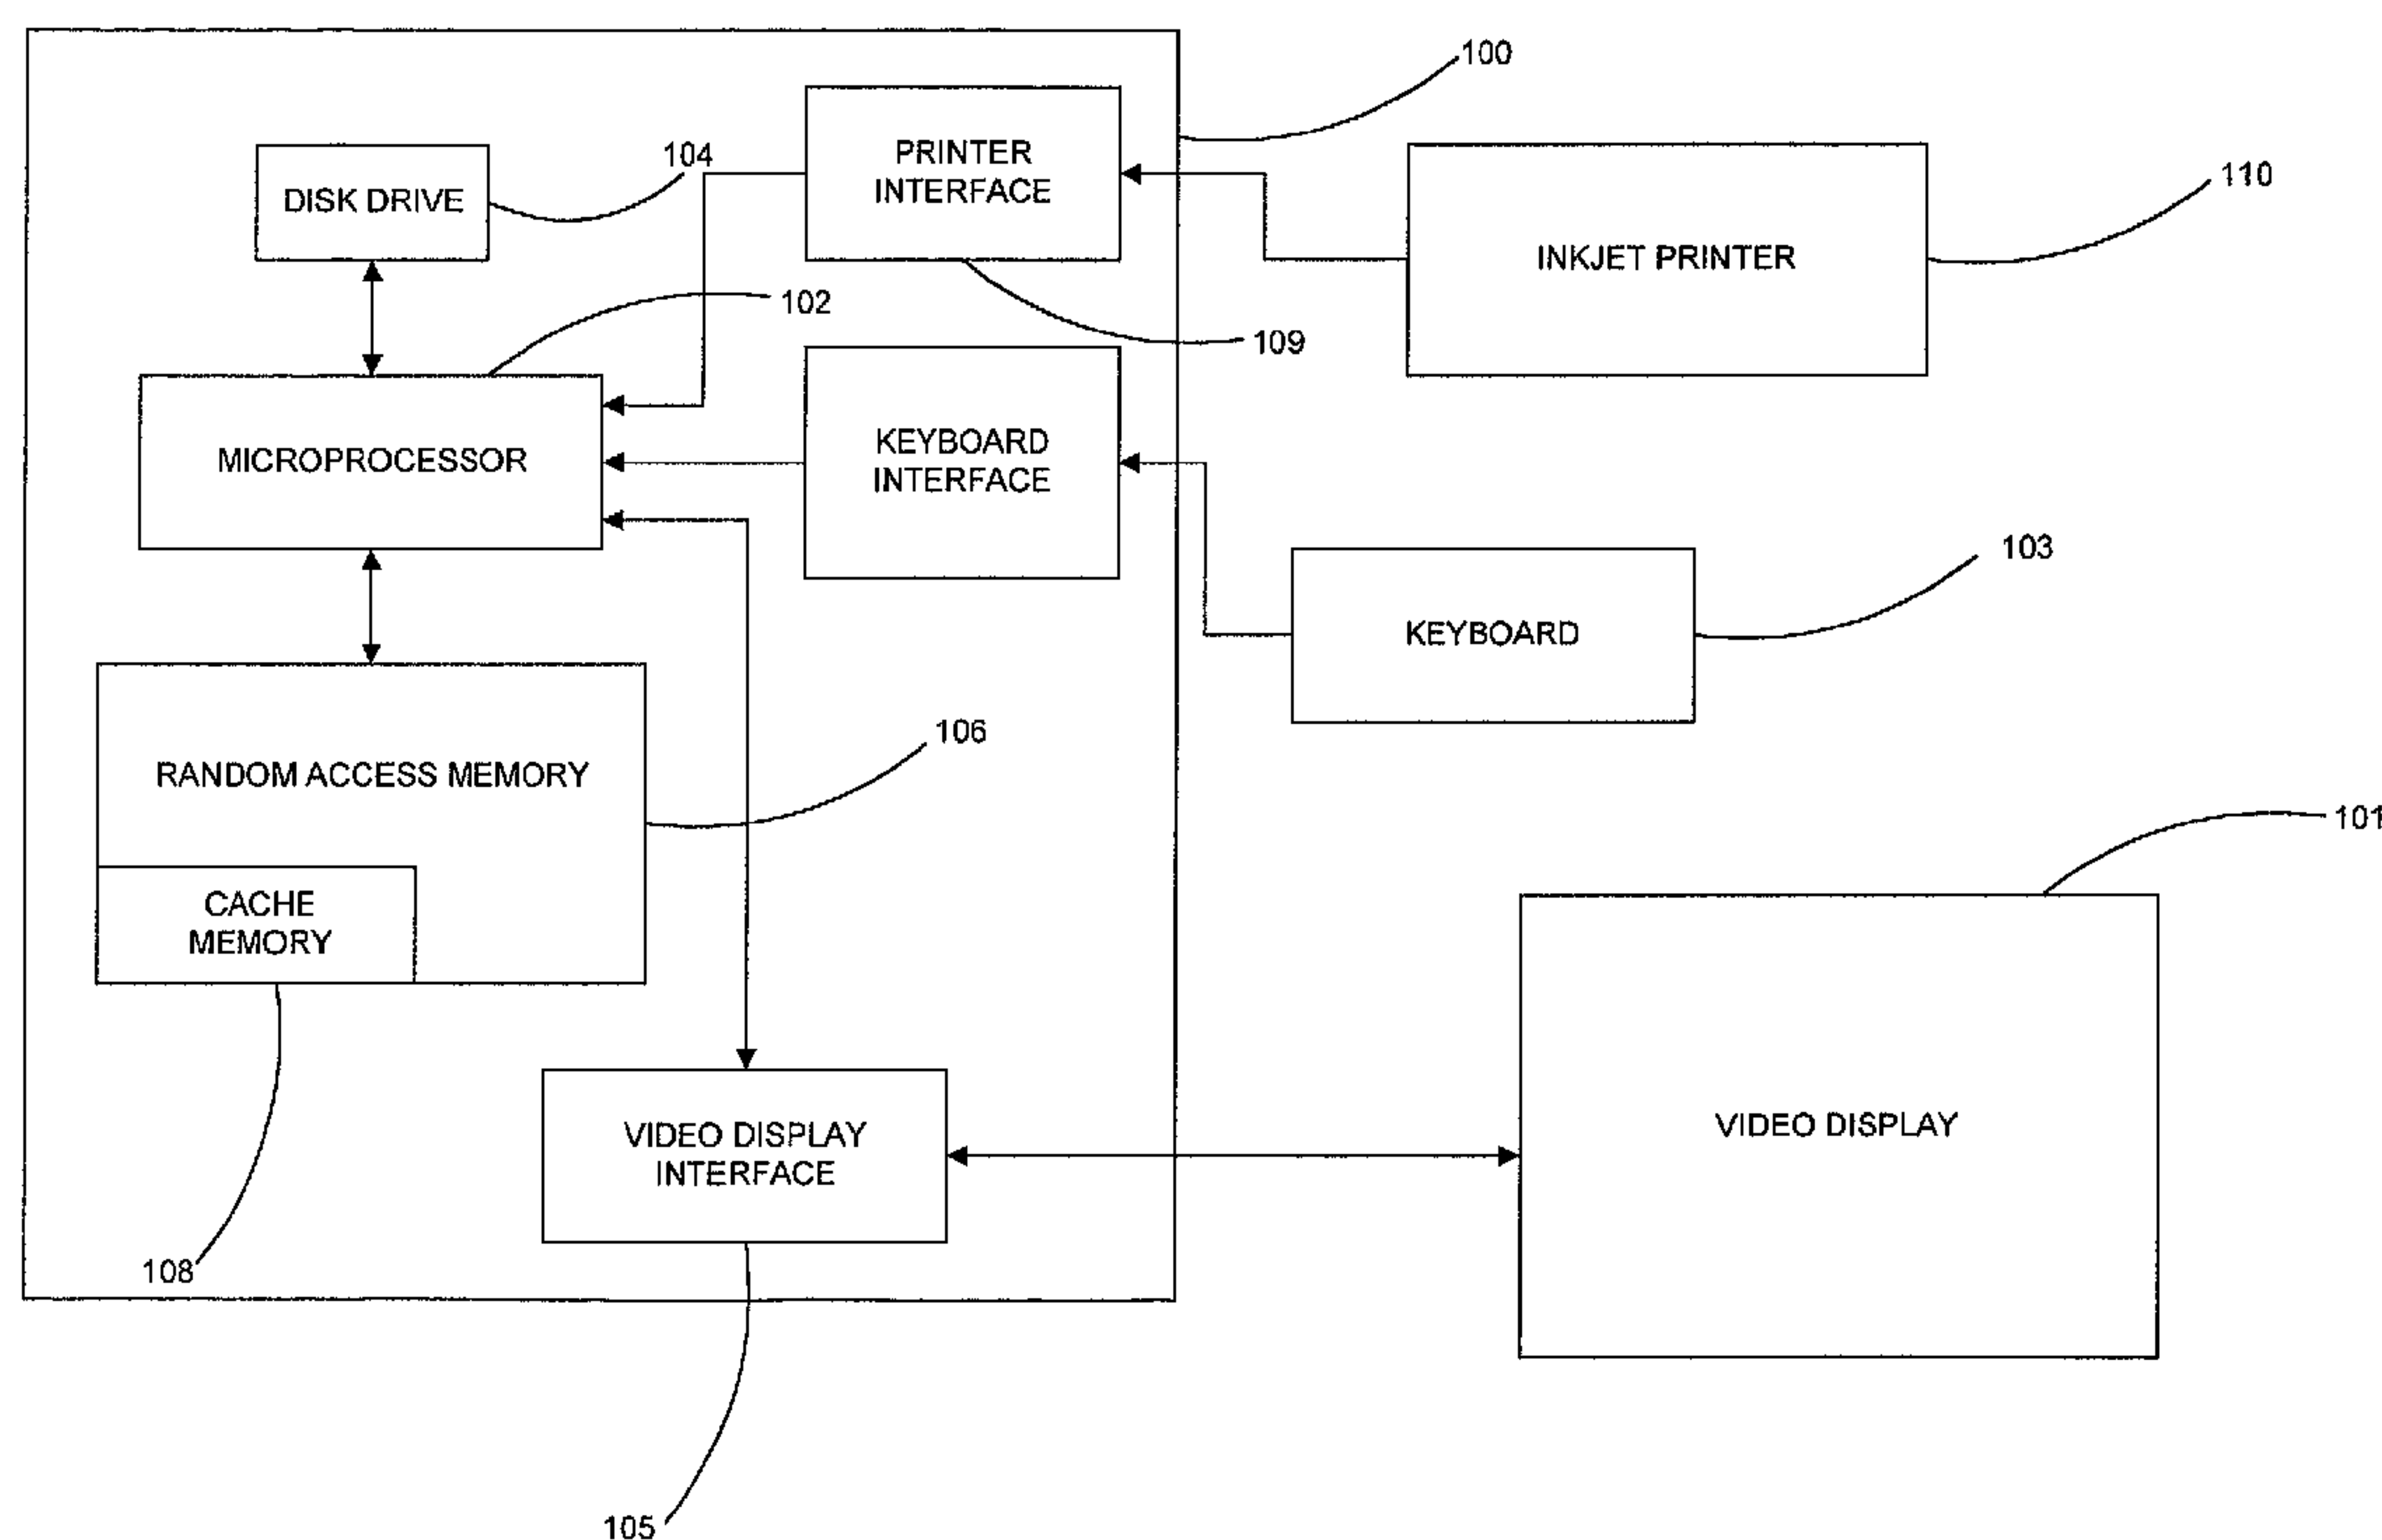 100
PRINTER
INTERFACE
104
DISK DRIVE
110
INKJET PRINTER
102
109
KEYBOARD
INTERFACE
MICROPROCESSOR
103
KEYBOARD
106
RANDOM ACCESS MEMORY
101
CACHE
MEMORY
VIDEO DISPLAY
INTERFACE
VIDEO DISPLAY
108
105